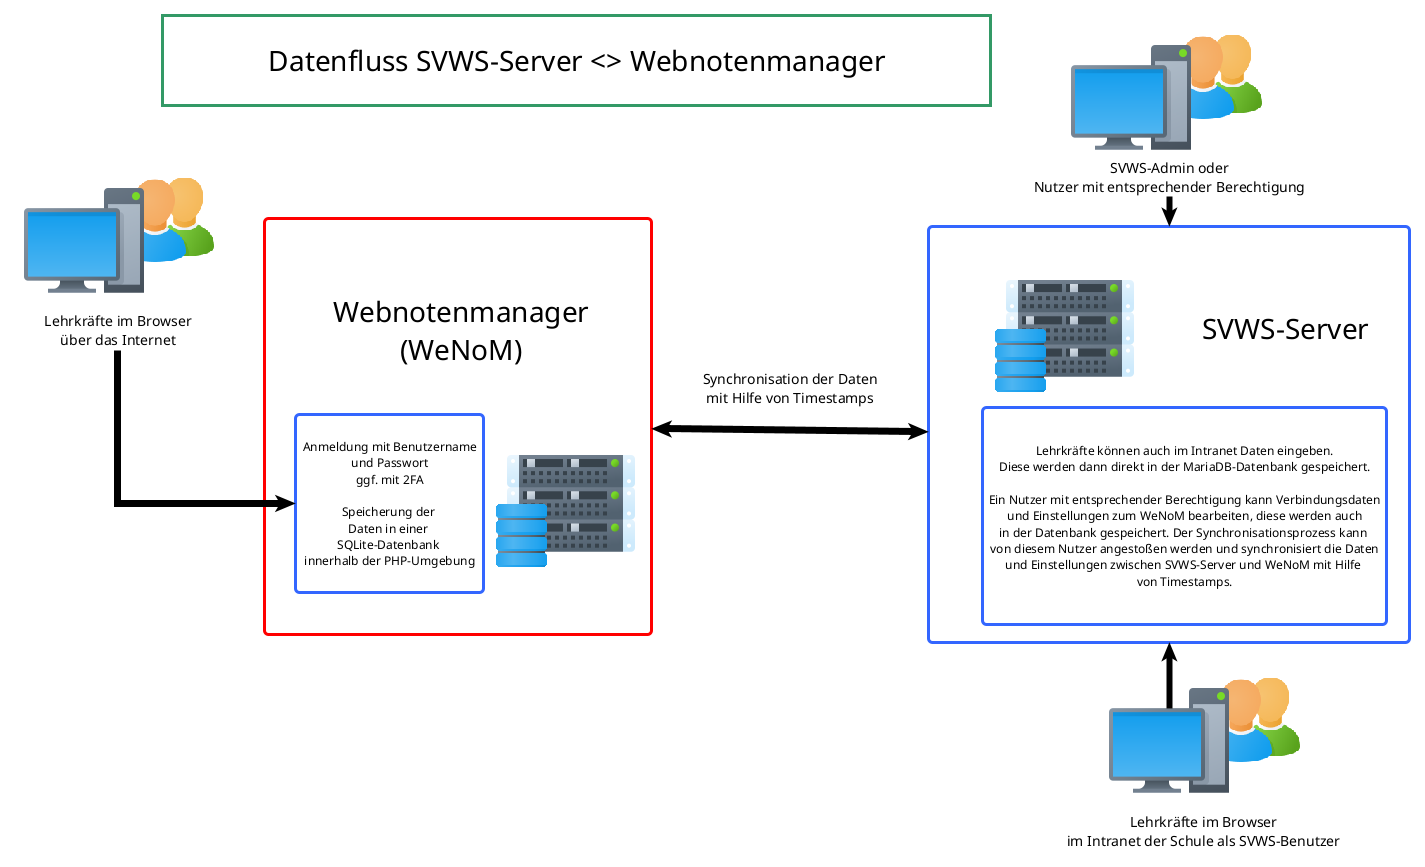 Datenfluss SVWS-Server <> Webnotenmanager
SVWS-Admin oder
Nutzer mit entsprechender Berechtigung
Lehrkräfte im Browser
über das Internet
Webnotenmanager
(WeNoM)
Anmeldung mit Benutzername
und Passwort
ggf. mit 2FA
Speicherung der
Daten in einer
SQLite-Datenbank
innerhalb der PHP-Umgebung
Synchronisation der Daten
mit Hilfe von Timestamps
SVWS-Server
Lehrkräfte können auch im Intranet Daten eingeben.
Diese werden dann direkt in der MariaDB-Datenbank gespeichert.
Ein Nutzer mit entsprechender Berechtigung kann Verbindungsdaten
und Einstellungen zum WeNoM bearbeiten, diese werden auch
in der Datenbank gespeichert. Der Synchronisationsprozess kann
von diesem Nutzer angestoßen werden und synchronisiert die Daten
und Einstellungen zwischen SVWS-Server und WeNoM mit Hilfe
von Timestamps.
Lehrkräfte im Browser
im Intranet der Schule als SVWS-Benutzer